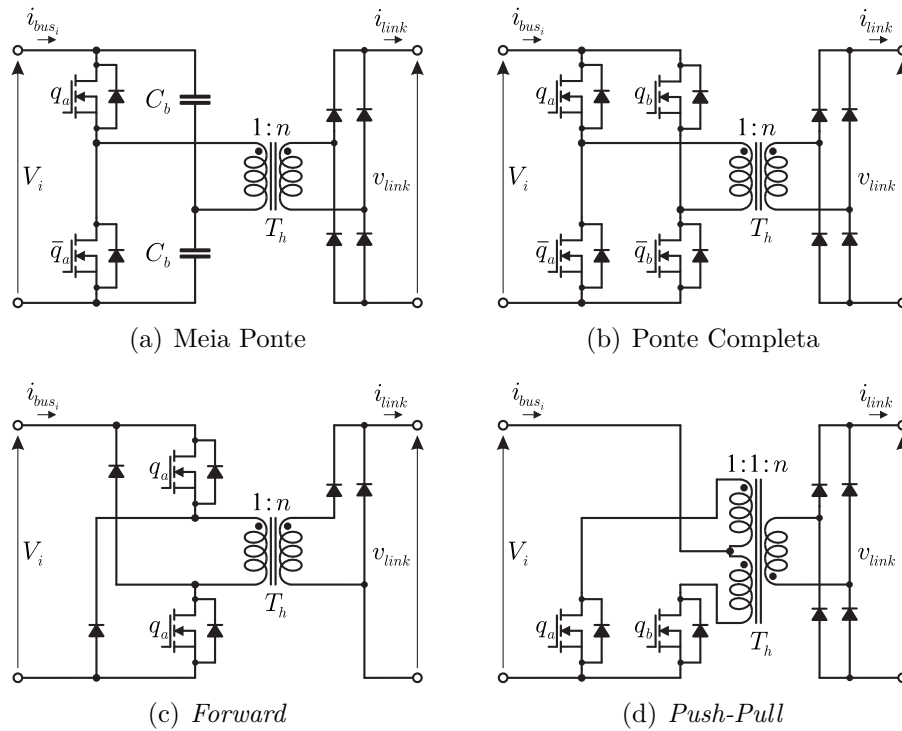 i_bus_i
i_link
i_bus_i
i_link
q_a
C_b
q_a
q_b
1:n
1:n
V_i
v_link
V_i
v_link
T_h
T_h
q̄_a
C_b
q̄_a
q̄_b
(a) Meia Ponte
(b) Ponte Completa
i_bus_i
i_link
i_bus_i
i_link
q_a
1:n
1:1:n
V_i
v_link
V_i
v_link
T_h
q_a
q_a
q_b
T_h
(c) Forward
(d) Push-Pull